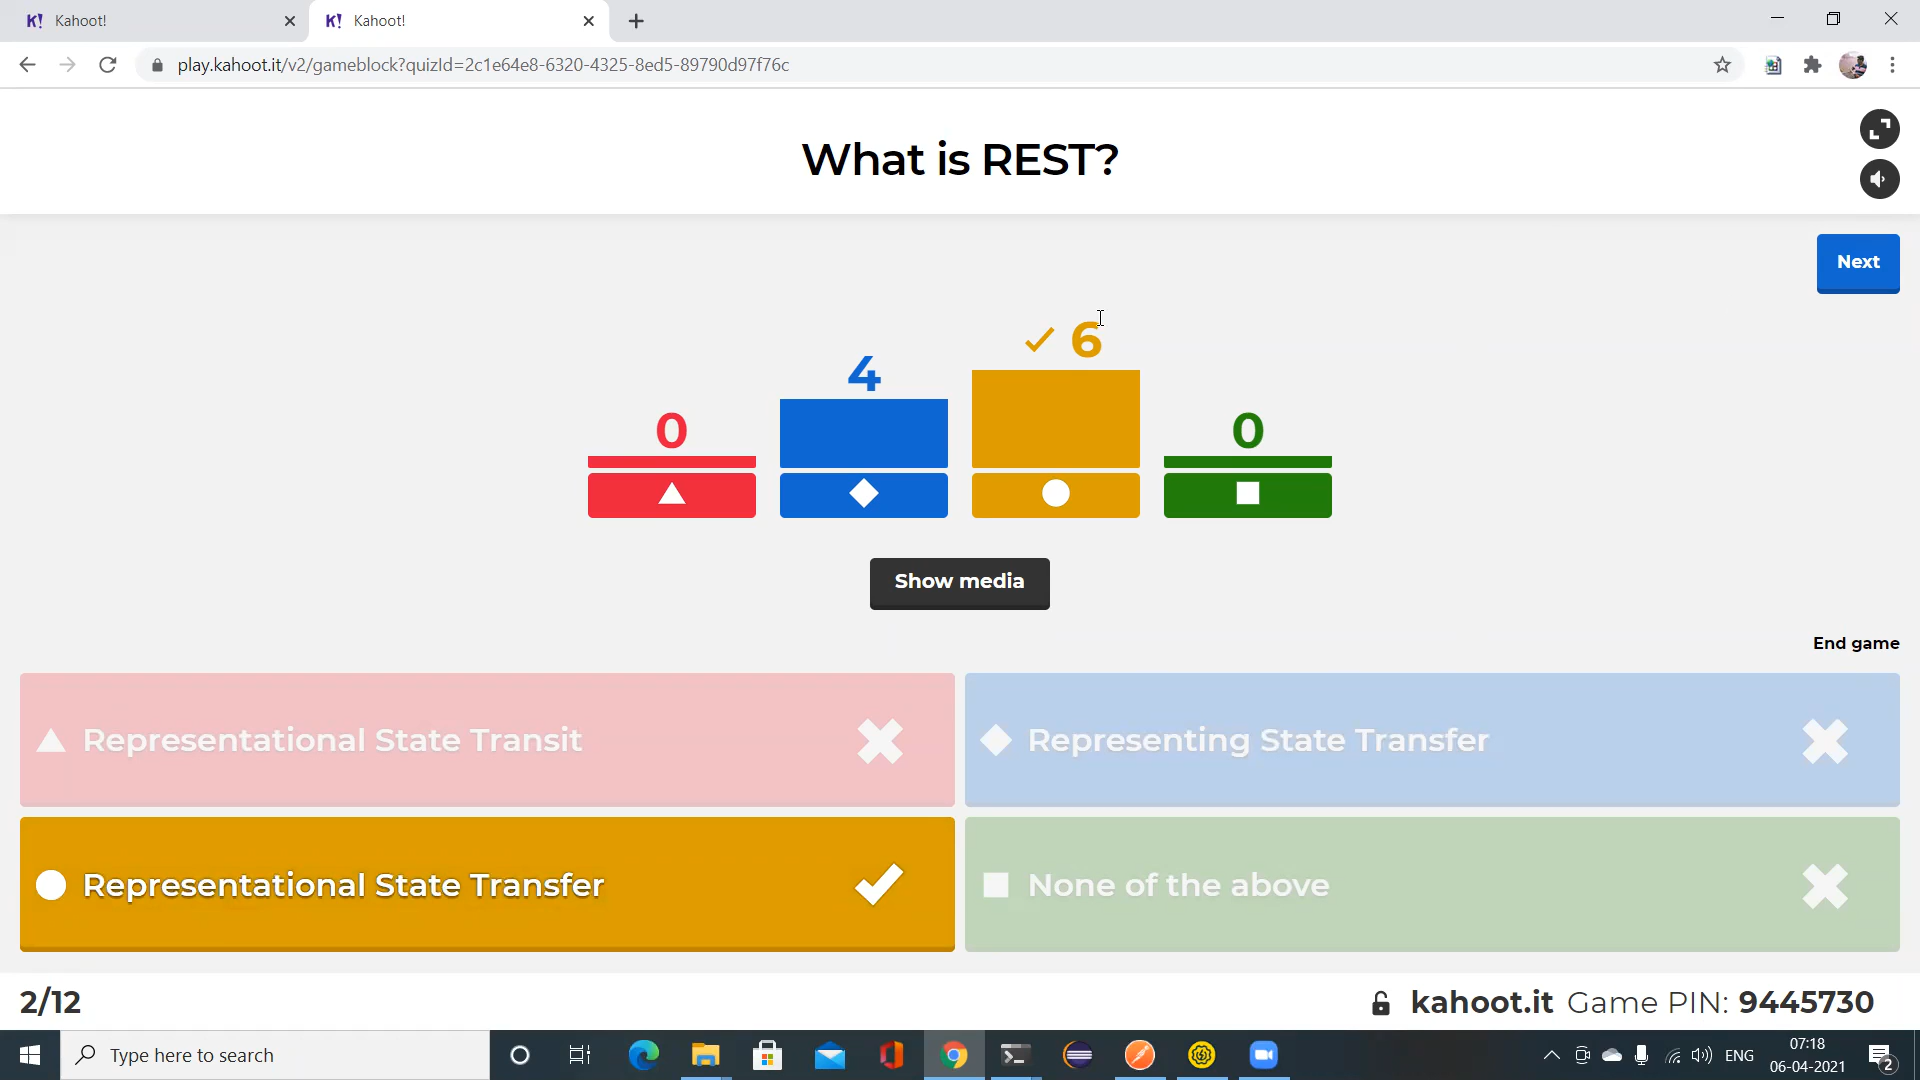 K! Kahoot!
K! Kahoot!
play.kahoot.it/v2/gameblock?quizId=2c1e64e8-6320-4325-8ed5-89790d97f76c
What is REST?
Next
0
4
6
0
Show media
End game
Representational State Transit
Representing State Transfer
Representational State Transfer
None of the above
2/12
kahoot.it Game PIN: 9445730
Type here to search
ENG
07:18
06-04-2021
2